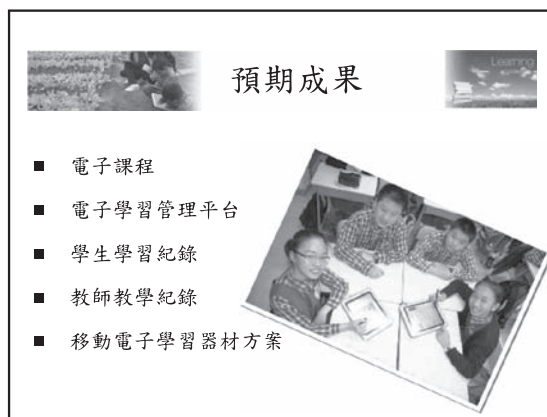 預期成果
Learning
■ 電子課程
■ 電子學習管理平台
■ 學生學習紀錄
■ 教師教學紀錄
■ 移動電子學習器材方案